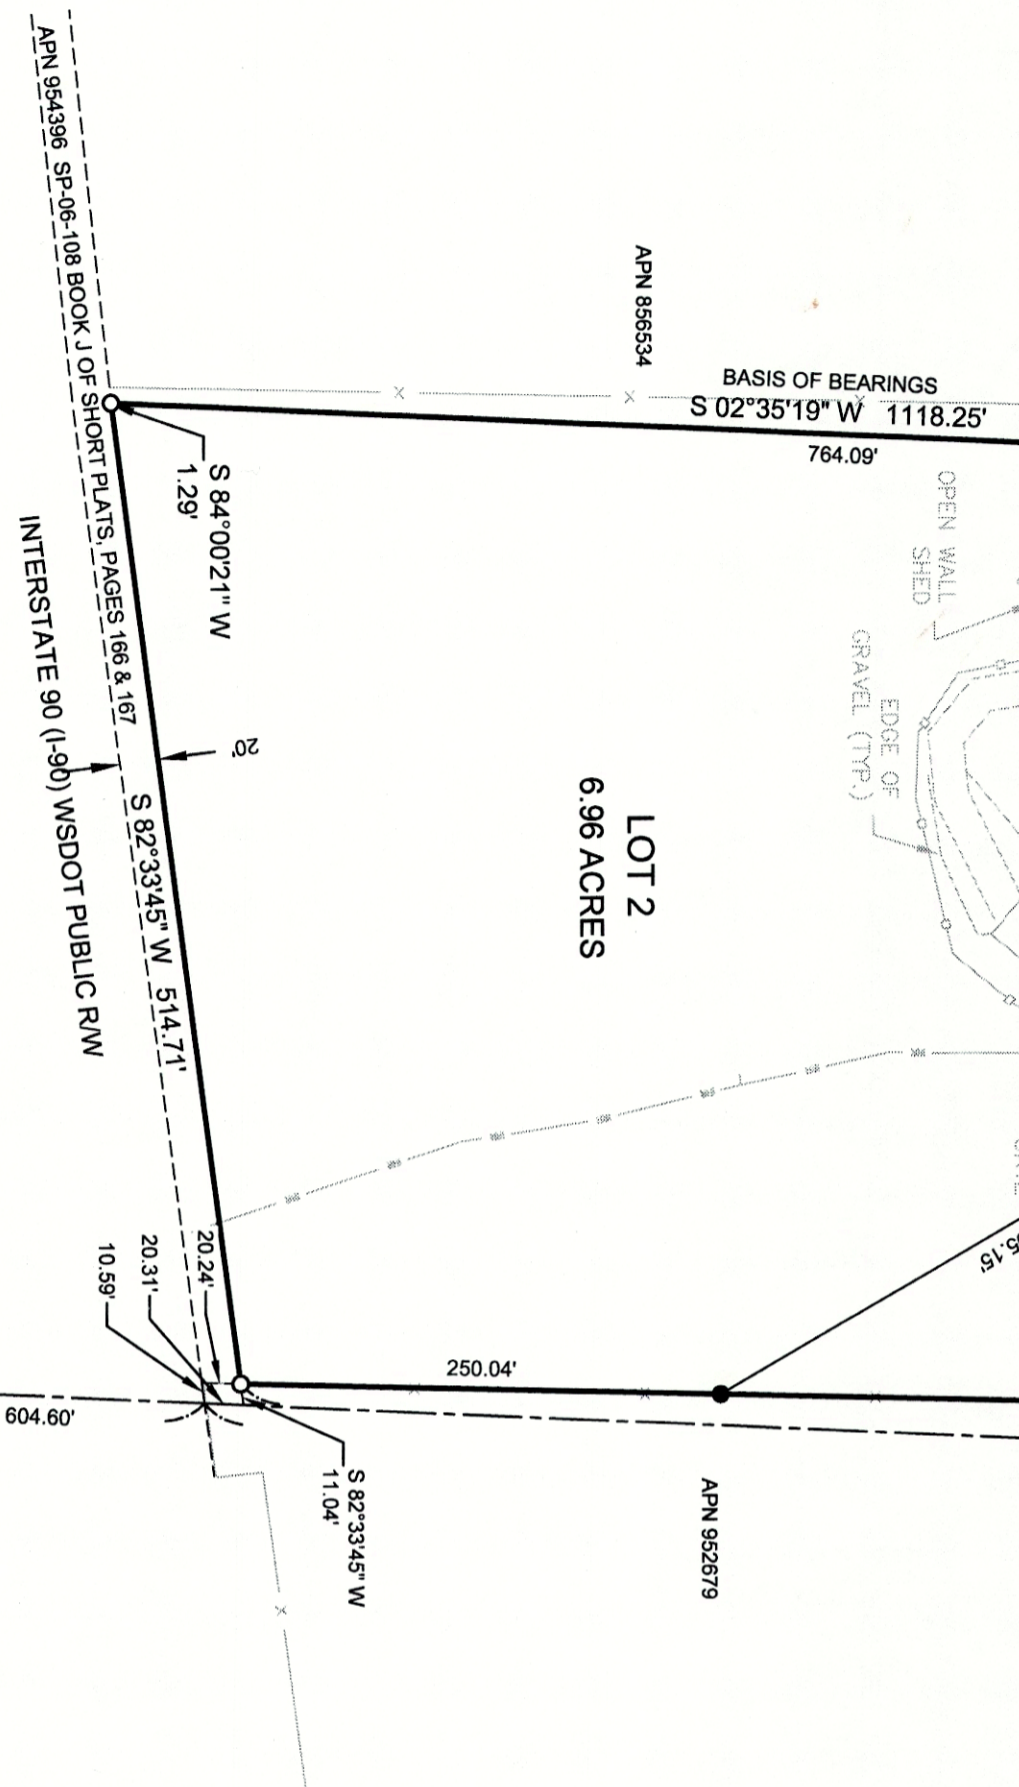 BASIS OF BEARINGS
S 02°35'19" W 1118.25'
764.09'
APN 856534
OPEN WALL
SHED
EDGE OF
GRAVEL (TYP.)
LOT 2
6.96 ACRES
S 84°00'21" W
1.29'
APN 954396 SP-06-108 BOOK J OF SHORT PLATS, PAGES 166 & 167
20'
S 82°33'45" W 514.71'
INTERSTATE 90 (I-90) WSDOT PUBLIC R/W
20.24'
20.31'
10.59'
250.04'
5.15'
604.60'
S 82°33'45" W
11.04'
APN 952679